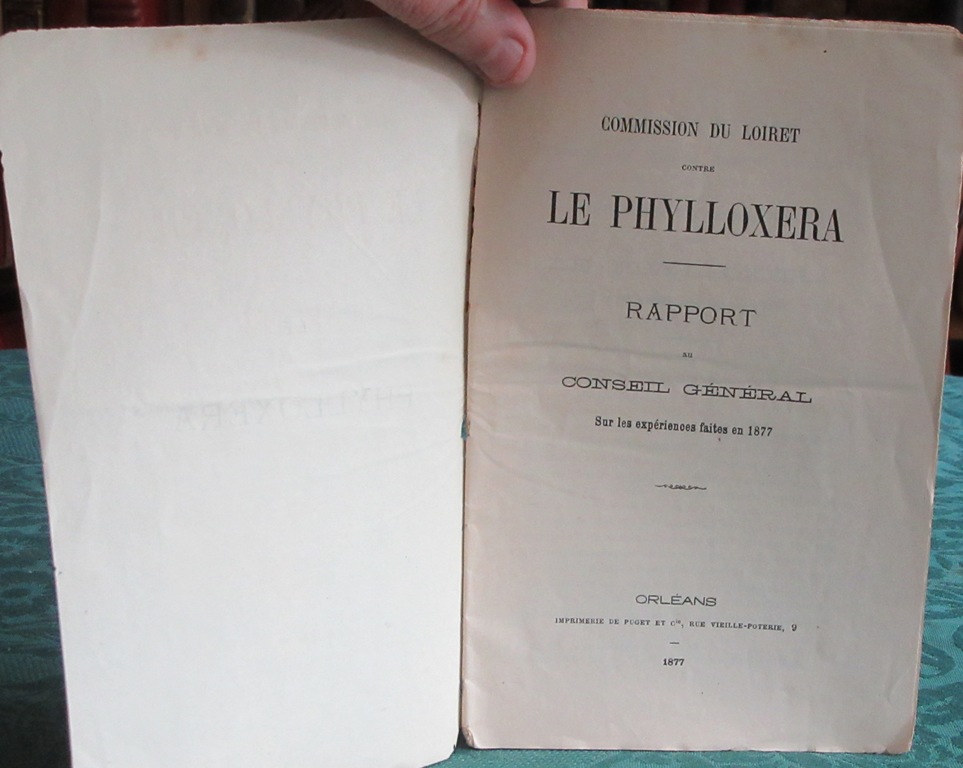 COMMISSION DU LOIRET
CONTRE
LE PHYLLOXERA
RAPPORT
au
CONSEIL GÉNÉRAL
Sur les expériences faites en 1877
ORLÉANS
IMPRIMERIE DE PUGET ET Cie, RUE VIEILLE-POTERIE, 9
1877